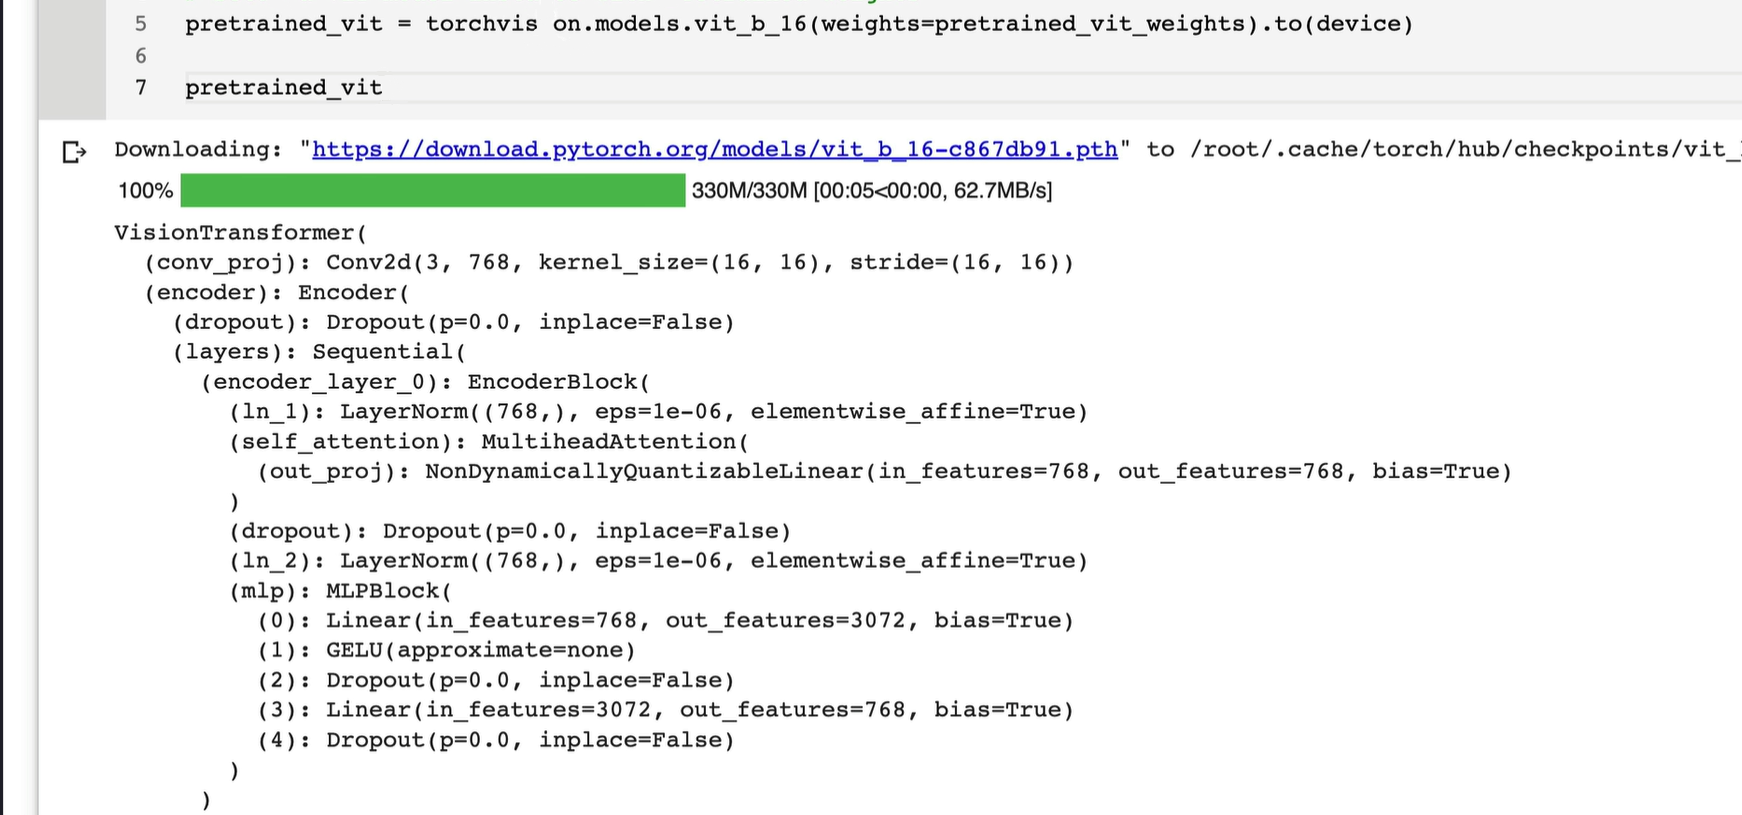 5 pretrained_vit = torchvis on.models.vit_b_16(weights=pretrained_vit_weights).to(device)
6
7 pretrained_vit
Downloading: "https://download.pytorch.org/models/vit_b_16-c867db91.pth" to /root/.cache/torch/hub/checkpoints/vit_
100% 330M/330M [00:05<00:00, 62.7MB/s]
VisionTransformer(
  (conv_proj): Conv2d(3, 768, kernel_size=(16, 16), stride=(16, 16))
  (encoder): Encoder(
    (dropout): Dropout(p=0.0, inplace=False)
    (layers): Sequential(
      (encoder_layer_0): EncoderBlock(
        (ln_1): LayerNorm((768,), eps=1e-06, elementwise_affine=True)
        (self_attention): MultiheadAttention(
          (out_proj): NonDynamicallyQuantizableLinear(in_features=768, out_features=768, bias=True)
        )
        (dropout): Dropout(p=0.0, inplace=False)
        (ln_2): LayerNorm((768,), eps=1e-06, elementwise_affine=True)
        (mlp): MLPBlock(
          (0): Linear(in_features=768, out_features=3072, bias=True)
          (1): GELU(approximate=none)
          (2): Dropout(p=0.0, inplace=False)
          (3): Linear(in_features=3072, out_features=768, bias=True)
          (4): Dropout(p=0.0, inplace=False)
        )
      )